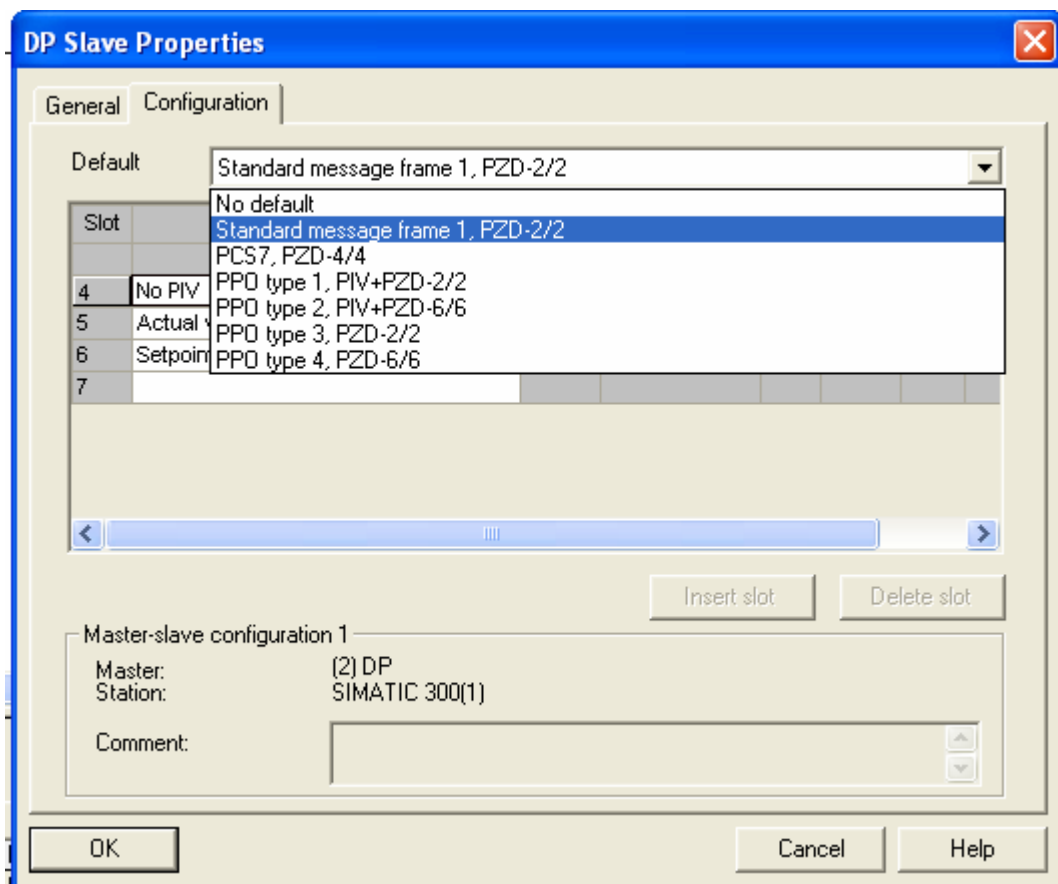 DP Slave Properties
General Configuration
Default Standard message frame 1, PZD-2/2
No default
Standard message frame 1, PZD-2/2
PCS7, PZD-4/4
PPO type 1, PIV+PZD-2/2
PPO type 2, PIV+PZD-6/6
PPO type 3, PZD-2/2
PPO type 4, PZD-6/6
Slot
4 No PIV
5 Actual
6 Setpoin
7
Insert slot Delete slot
Master-slave configuration 1
Master: (2) DP
Station: SIMATIC 300(1)
Comment:
OK Cancel Help